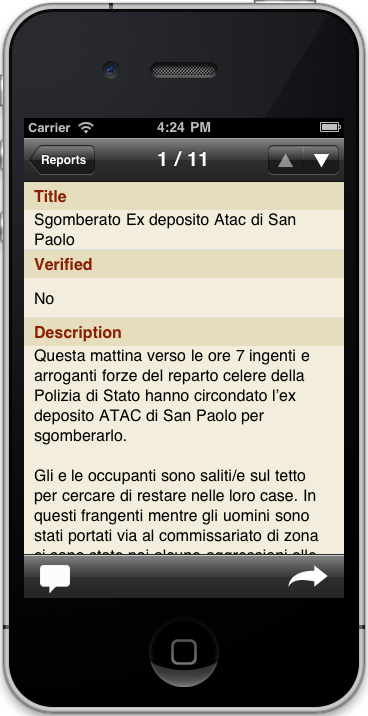 Carrier 4:24 PM
Reports 1 / 11
Title
Sgomberato Ex deposito Atac di San
Paolo
Verified
No
Description
Questa mattina verso le ore 7 ingenti e
arroganti forze del reparto celere della
Polizia di Stato hanno circondato l'ex
deposito ATAC di San Paolo per
sgomberarlo.
Gli e le occupanti sono saliti/e sul tetto
per cercare di restare nelle loro case. In
questi frangenti mentre gli uomini sono
stati portati via al commissariato di zona